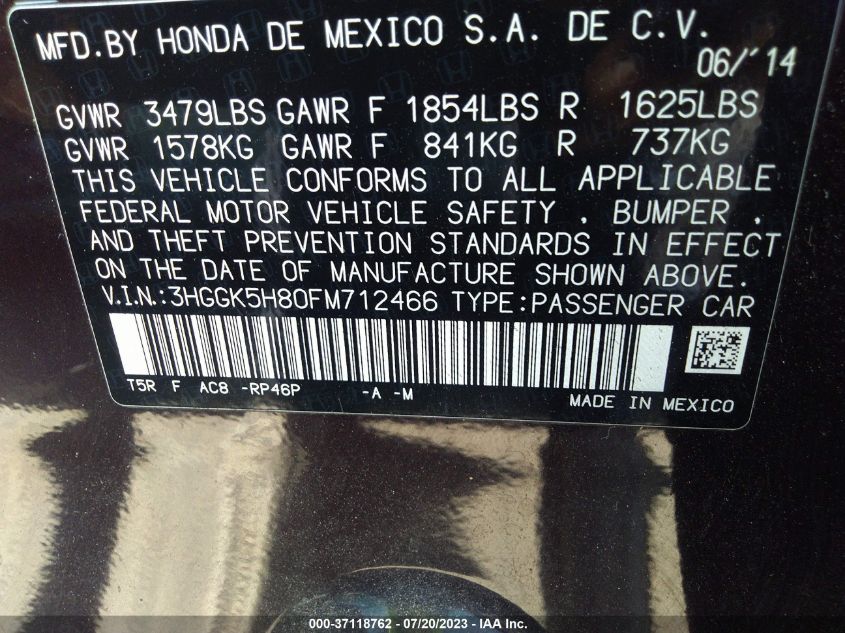 MFD.BY HONDA DE MEXICO S.A. DE C.V.
06/'14
GVWR 3479LBS GAWR F 1854LBS R 1625LBS
GVWR 1578KG GAWR F 841KG R 737KG
THIS VEHICLE CONFORMS TO ALL APPLICABLE
FEDERAL MOTOR VEHICLE SAFETY , BUMPER ,
AND THEFT PREVENTION STANDARDS IN EFFECT
ON THE DATE OF MANUFACTURE SHOWN ABOVE.
V.I.N.:3HGGK5H80FM712466 TYPE:PASSENGER CAR
T5R F AC8 -RP46P -A -M
MADE IN MEXICO
000-37118762 / 07/20/2023 - IAA Inc.